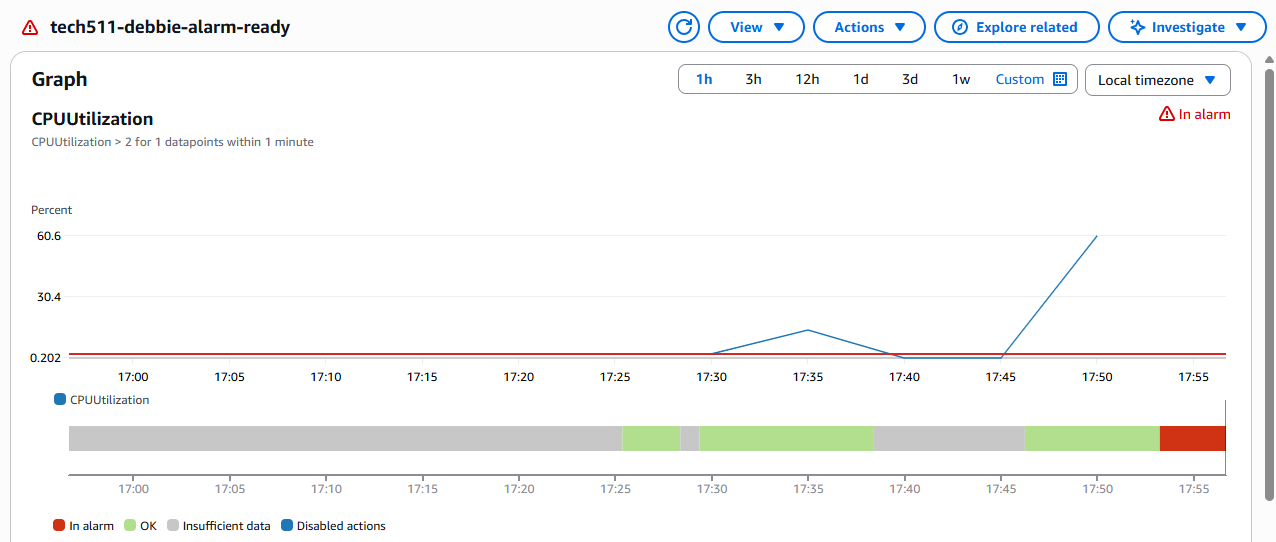 tech511-debbie-alarm-ready View Actions Explore related Investigate
Graph 1h 3h 12h 1d 3d 1w Custom Local timezone
CPUUtilization In alarm
CPUUtilization > 2 for 1 datapoints within 1 minute
Percent
60.6
30.4
0.202
17:00 17:05 17:10 17:15 17:20 17:25 17:30 17:35 17:40 17:45 17:50 17:55
CPUUtilization
17:00 17:05 17:10 17:15 17:20 17:25 17:30 17:35 17:40 17:45 17:50 17:55
In alarm OK Insufficient data Disabled actions